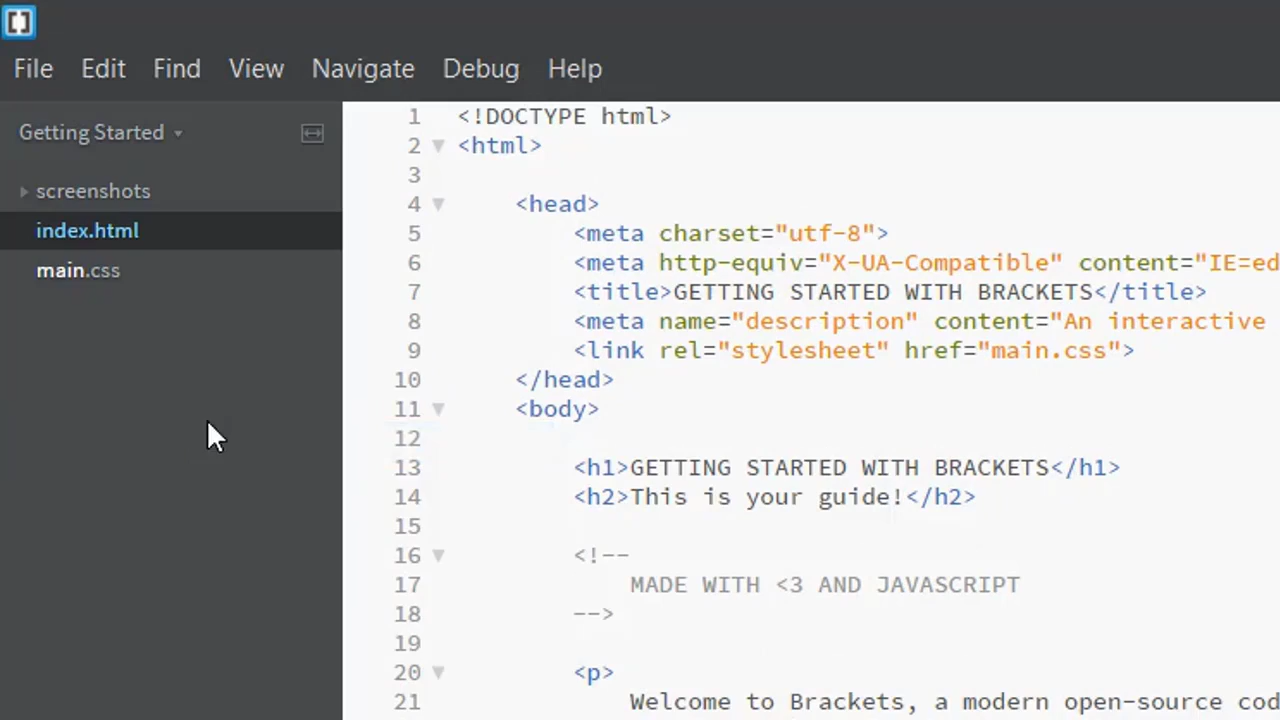 File Edit Find View Navigate Debug Help
Getting Started
screenshots
index.html
main.css
1 <!DOCTYPE html>
2 <html>
3
4 <head>
5 <meta charset="utf-8">
6 <meta http-equiv="X-UA-Compatible" content="IE=ed
7 <title>GETTING STARTED WITH BRACKETS</title>
8 <meta name="description" content="An interactive
9 <link rel="stylesheet" href="main.css">
10 </head>
11 <body>
12
13 <h1>GETTING STARTED WITH BRACKETS</h1>
14 <h2>This is your guide!</h2>
15
16 <!--
17 MADE WITH <3 AND JAVASCRIPT
18 -->
19
20 <p>
21 Welcome to Brackets, a modern open-source cod